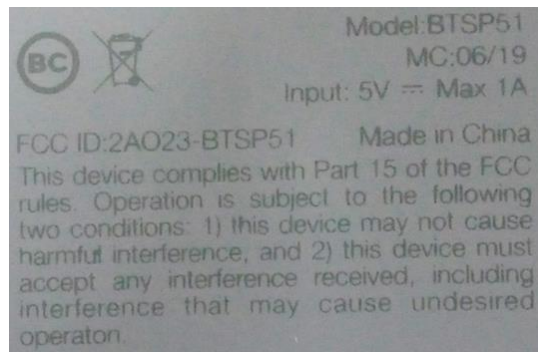 Model:BTSP51
BC
MC:06/19
Input: 5V ⎓ Max 1A
FCC ID:2AO23-BTSP51 Made in China
This device complies with Part 15 of the FCC
rules. Operation is subject to the following
two conditions: 1) this device may not cause
harmful interference, and 2) this device must
accept any interference received, including
interference that may cause undesired
operaton.